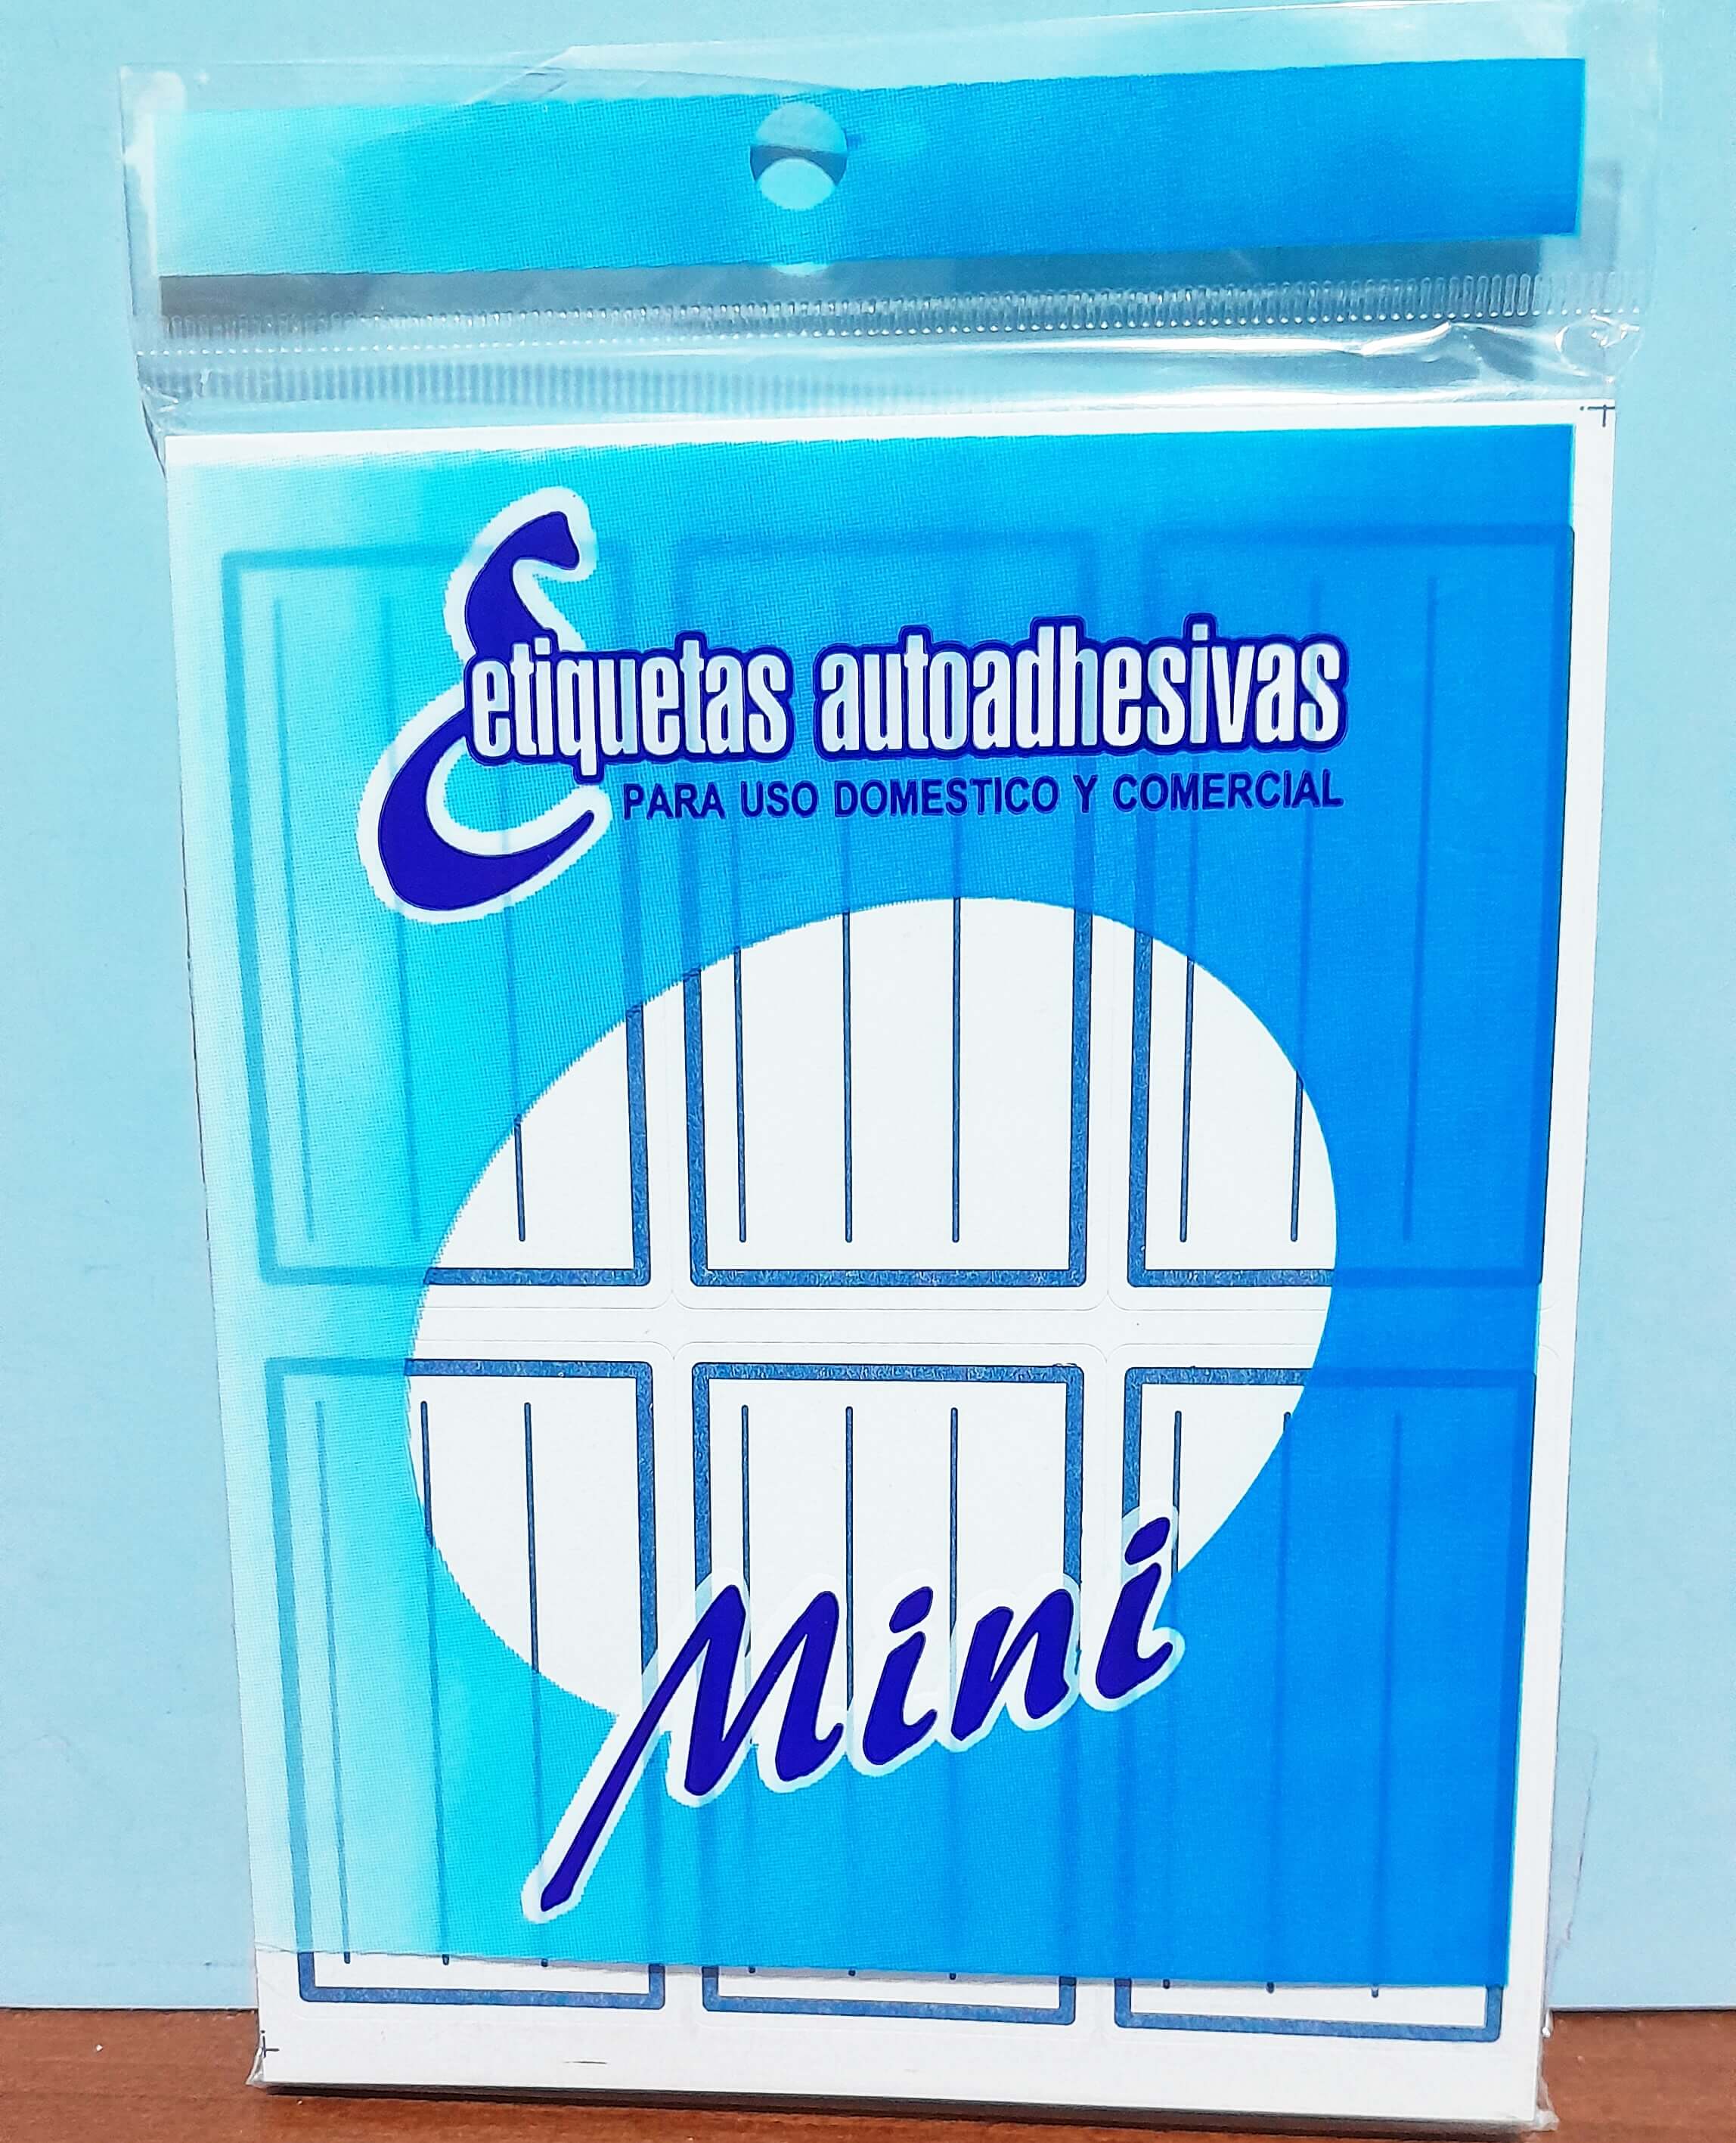 Etiquetas autoadhesivas
PARA USO DOMESTICO Y COMERCIAL
Mini